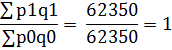 ∑p1q1 / ∑p0q0 = 62350 / 62350 = 1